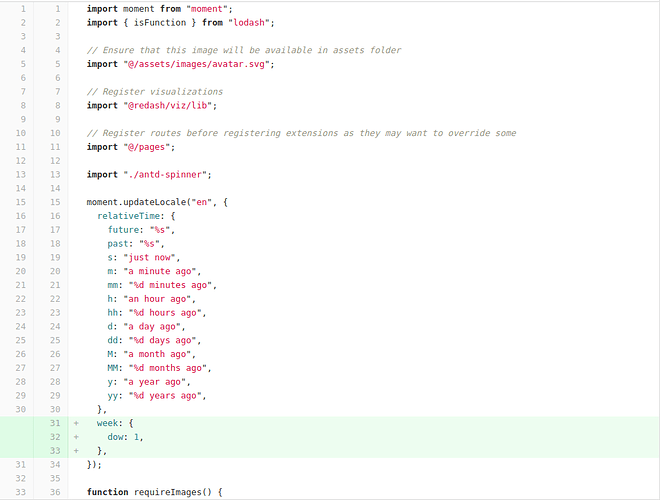 1 1 import moment from "moment";
2 2 import { isFunction } from "lodash";
3 3
4 4 // Ensure that this image will be available in assets folder
5 5 import "@/assets/images/avatar.svg";
6 6
7 7 // Register visualizations
8 8 import "@redash/viz/lib";
9 9
10 10 // Register routes before registering extensions as they may want to override some
11 11 import "@/pages";
12 12
13 13 import "./antd-spinner";
14 14
15 15 moment.updateLocale("en", {
16 16   relativeTime: {
17 17     future: "%s",
18 18     past: "%s",
19 19     s: "just now",
20 20     m: "a minute ago",
21 21     mm: "%d minutes ago",
22 22     h: "an hour ago",
23 23     hh: "%d hours ago",
24 24     d: "a day ago",
25 25     dd: "%d days ago",
26 26     M: "a month ago",
27 27     MM: "%d months ago",
28 28     y: "a year ago",
29 29     yy: "%d years ago",
30 30   },
31 +   week: {
32 +     dow: 1,
33 +   },
31 34 });
32 35
33 36 function requireImages() {